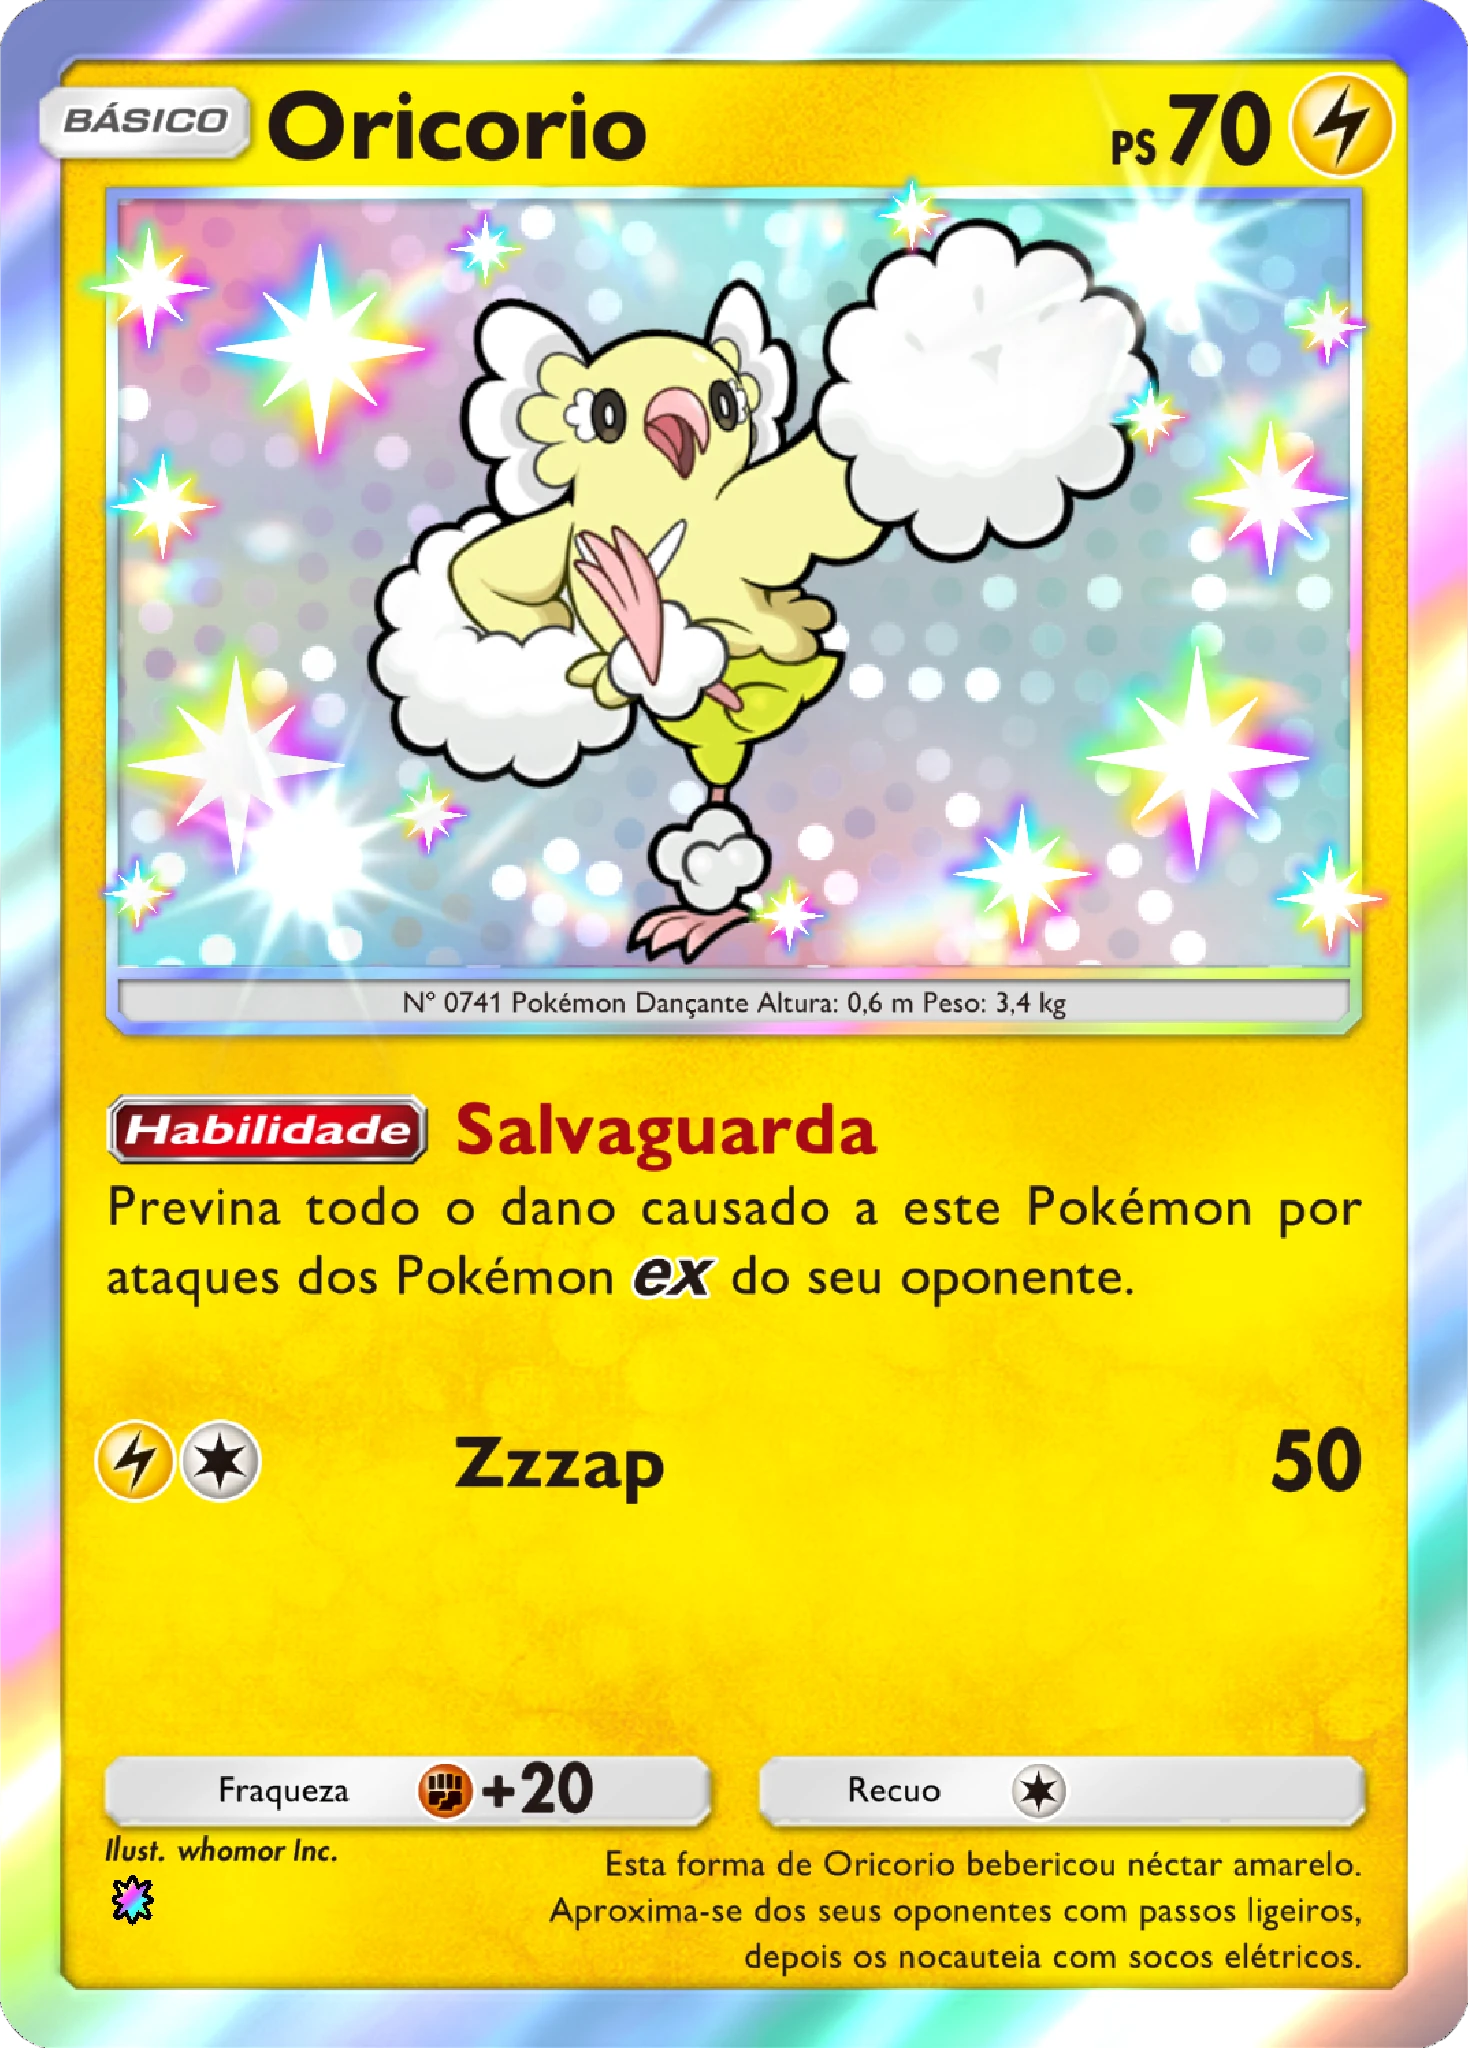 BÁSICO Oricorio PS 70
Nº 0741 Pokémon Dançante Altura: 0,6 m Peso: 3,4 kg
Habilidade Salvaguarda
Previna todo o dano causado a este Pokémon por
ataques dos Pokémon ex do seu oponente.
Zzzap 50
Fraqueza +20 Recuo
Ilust. whomor Inc.
Esta forma de Oricorio bebericou néctar amarelo.
Aproxima-se dos seus oponentes com passos ligeiros,
depois os nocauteia com socos elétricos.